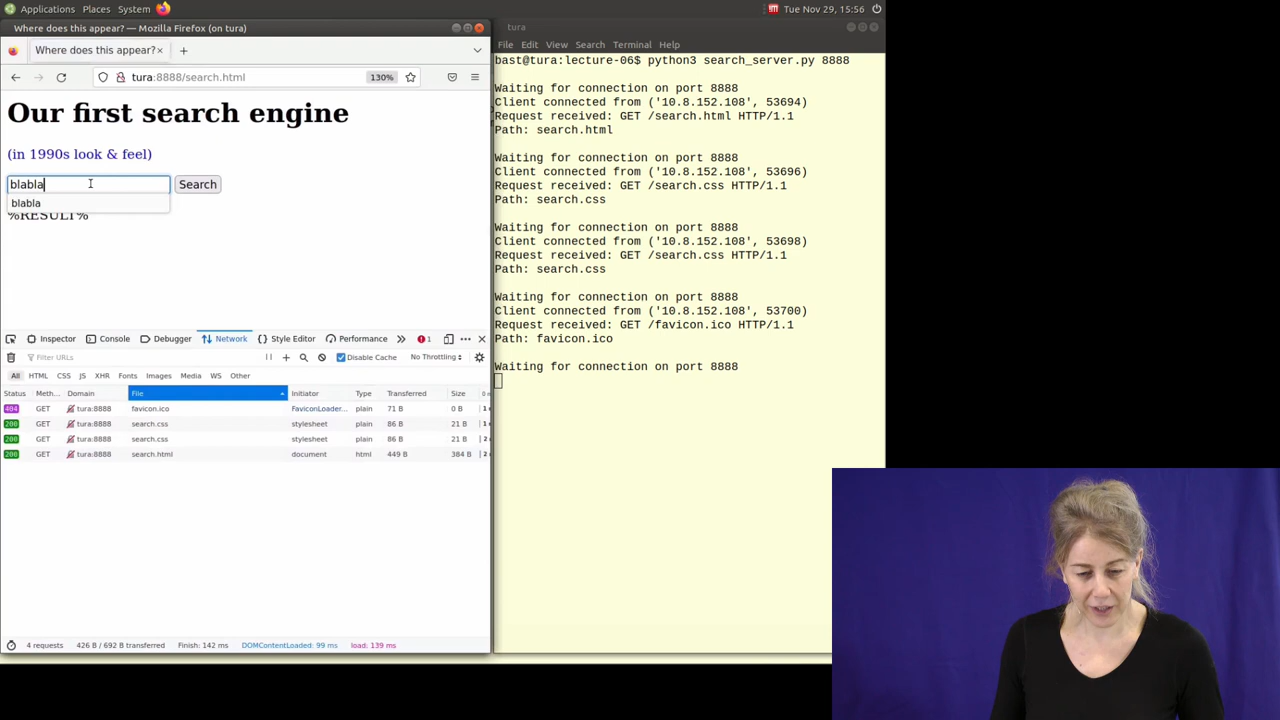 Applications Places System
Tue Nov 29, 15:56
Where does this appear? — Mozilla Firefox (on tura)
Where does this appear?
tura:8888/search.html
130%
Our first search engine
(in 1990s look & feel)
blabla
Search
blabla
%RESULT%
Inspector Console Debugger Network Style Editor Performance 1
Filter URLs
Disable Cache No Throttling
All HTML CSS JS XHR Fonts Images Media WS Other
Status Meth... Domain File Initiator Type Transferred Size
404 GET tura:8888 favicon.ico FaviconLoader... plain 71 B 0 B
200 GET tura:8888 search.css stylesheet plain 86 B 21 B
200 GET tura:8888 search.css stylesheet plain 86 B 21 B
200 GET tura:8888 search.html document html 449 B 384 B
4 requests 426 B / 692 B transferred Finish: 142 ms DOMContentLoaded: 99 ms load: 139 ms
tura
File Edit View Search Terminal Help
bast@tura:lecture-06$ python3 search_server.py 8888
Waiting for connection on port 8888
Client connected from ('10.8.152.108', 53694)
Request received: GET /search.html HTTP/1.1
Path: search.html
Waiting for connection on port 8888
Client connected from ('10.8.152.108', 53696)
Request received: GET /search.css HTTP/1.1
Path: search.css
Waiting for connection on port 8888
Client connected from ('10.8.152.108', 53698)
Request received: GET /search.css HTTP/1.1
Path: search.css
Waiting for connection on port 8888
Client connected from ('10.8.152.108', 53700)
Request received: GET /favicon.ico HTTP/1.1
Path: favicon.ico
Waiting for connection on port 8888